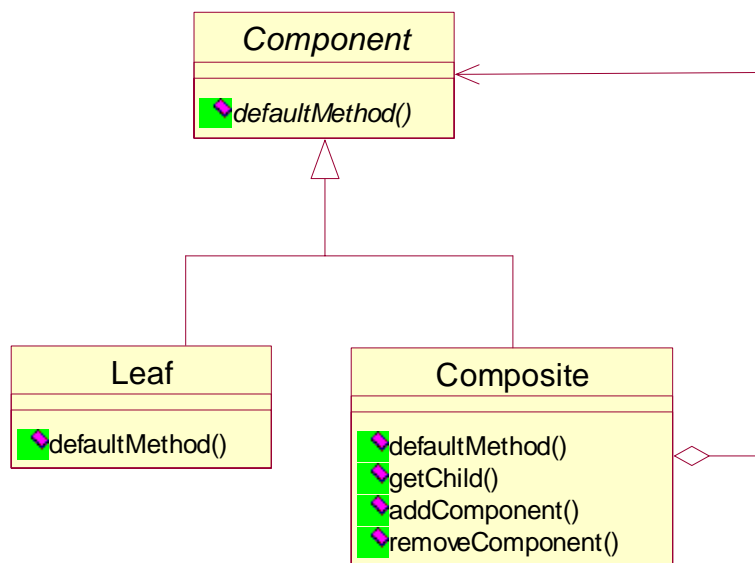 Component
defaultMethod()
Leaf
defaultMethod()
Composite
defaultMethod()
getChild()
addComponent()
removeComponent()